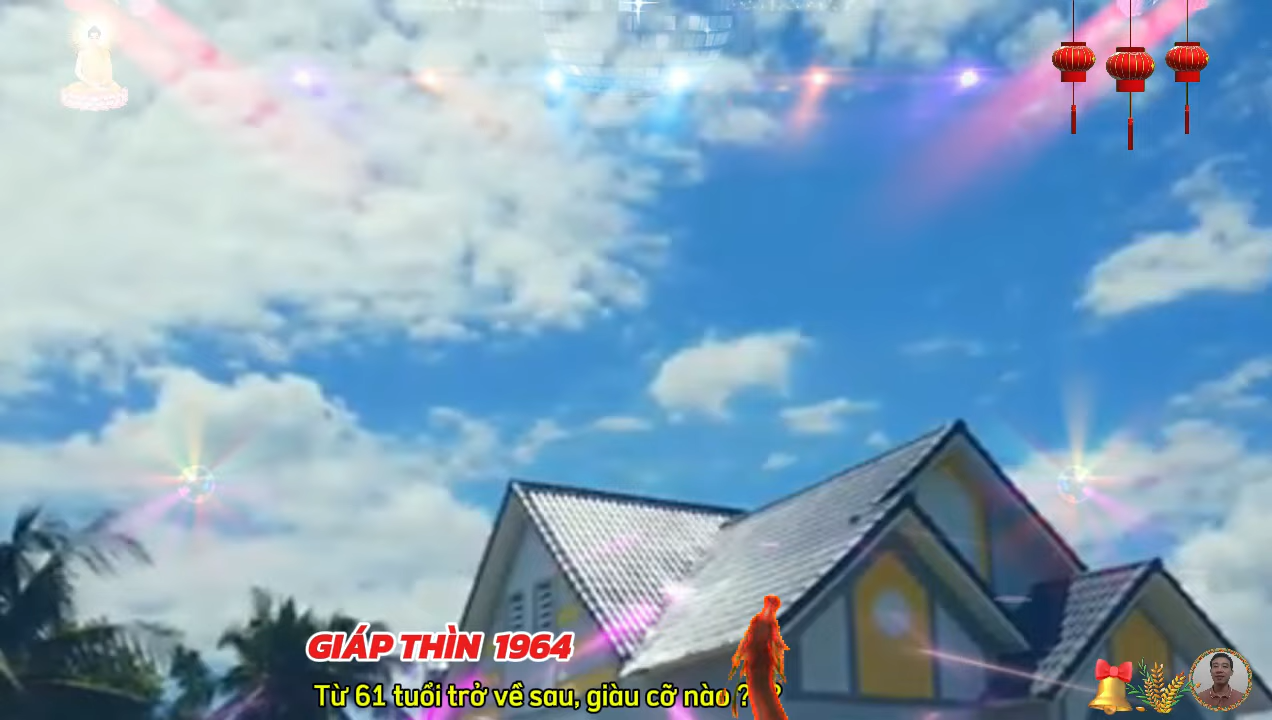 GIÁP THÌN 1964
Từ 61 tuổi trở về sau, giàu cỡ nào ? ?